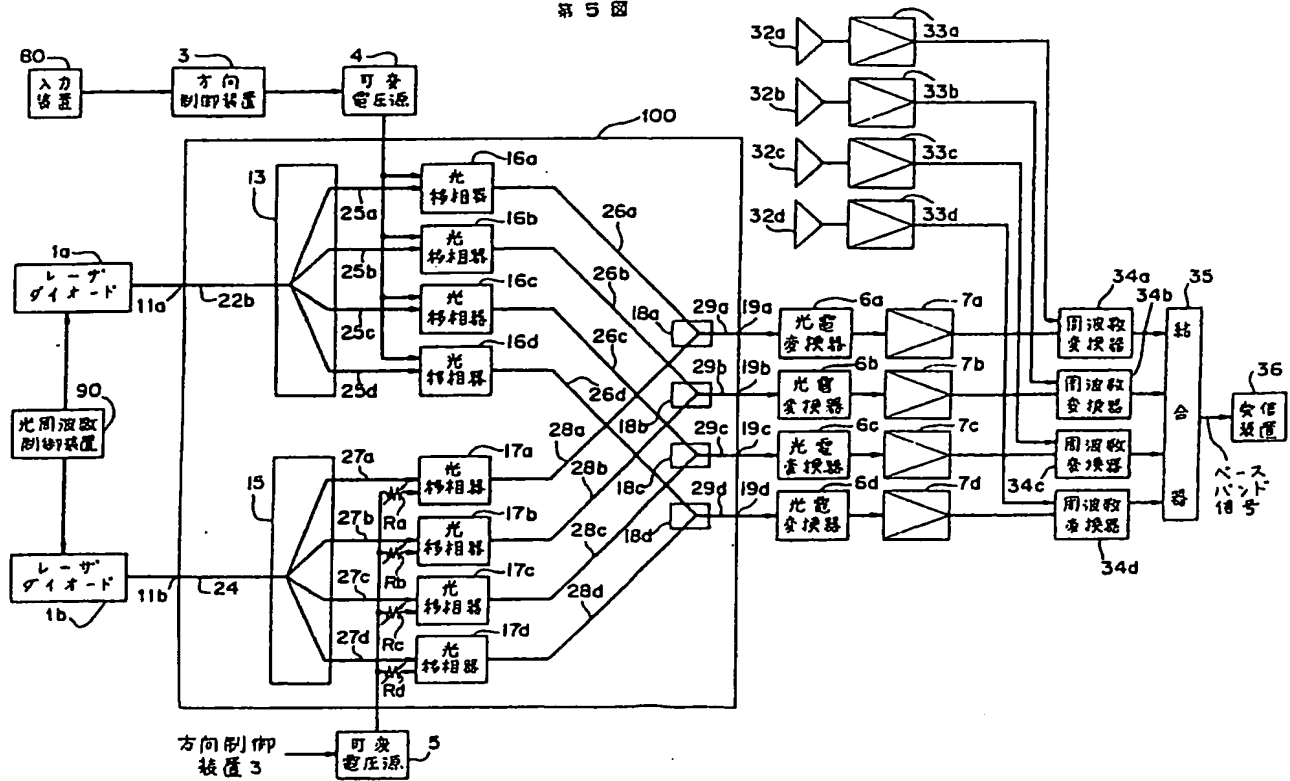 第5図
80
入力
装置
3
方向
制御装置
4
可変
電圧源
100
32a
33a
32b
33b
32c
33c
32d
33d
13
25a
25b
25c
25d
16a
光
移相器
16b
光
移相器
16c
光
移相器
16d
光
移相器
26a
26b
26c
26d
1a
レーザ
ダイオード
11a
22b
90
光周波数
制御装置
レーザ
ダイオード
1b
11b
24
15
27a
27b
27c
27d
Ra
Rb
Rc
Rd
17a
光
移相器
17b
光
移相器
17c
光
移相器
17d
光
移相器
28a
28b
28c
28d
18a
18b
18c
18d
29a
29b
29c
29d
19a
19b
19c
19d
6a
光電
変換器
6b
光電
変換器
6c
光電
変換器
6d
光電
変換器
7a
7b
7c
7d
34a
周波数
変換器
34b
周波数
変換器
周波数
変換器
34c
周波数
変換器
34d
35
結合器
36
受信
装置
ベース
バンド
信号
方向制御
装置3
可変
電圧源
5